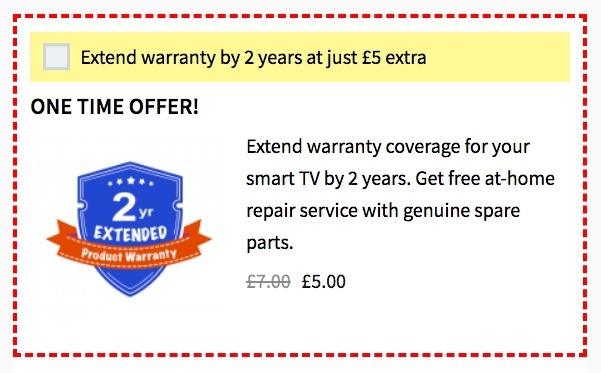 Extend warranty by 2 years at just £5 extra
ONE TIME OFFER!
2 yr
EXTENDED
Product Warranty
Extend warranty coverage for your
smart TV by 2 years. Get free at-home
repair service with genuine spare
parts.
£7.00 £5.00